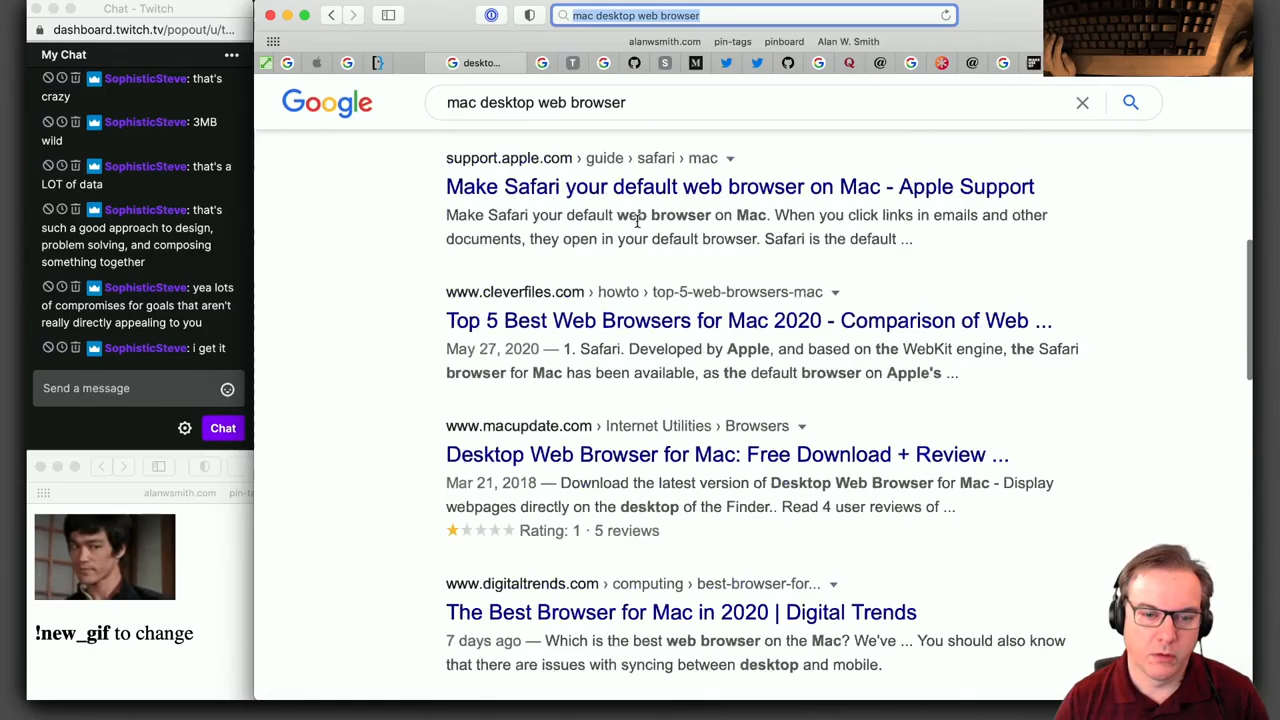 Chat - Twitch
dashboard.twitch.tv/popout/u/t...
My Chat
SophisticSteve: that's
crazy
SophisticSteve: 3MB
wild
SophisticSteve: that's a
LOT of data
SophisticSteve: that's
such a good approach to design,
problem solving, and composing
something together
SophisticSteve: yea lots
of compromises for goals that aren't
really directly appealing to you
SophisticSteve: i get it
Send a message
Chat
alanwsmith.com pin-ta
!new_gif to change
mac desktop web browser
alanwsmith.com pin-tags pinboard Alan W. Smith
deskto...
Google
mac desktop web browser
support.apple.com › guide › safari › mac
Make Safari your default web browser on Mac - Apple Support
Make Safari your default web browser on Mac. When you click links in emails and other
documents, they open in your default browser. Safari is the default ...
www.cleverfiles.com › howto › top-5-web-browsers-mac
Top 5 Best Web Browsers for Mac 2020 - Comparison of Web ...
May 27, 2020 — 1. Safari. Developed by Apple, and based on the WebKit engine, the Safari
browser for Mac has been available, as the default browser on Apple's ...
www.macupdate.com › Internet Utilities › Browsers
Desktop Web Browser for Mac: Free Download + Review ...
Mar 21, 2018 — Download the latest version of Desktop Web Browser for Mac - Display
webpages directly on the desktop of the Finder.. Read 4 user reviews of ...
Rating: 1 · 5 reviews
www.digitaltrends.com › computing › best-browser-for...
The Best Browser for Mac in 2020 | Digital Trends
7 days ago — Which is the best web browser on the Mac? We've ... You should also know
that there are issues with syncing between desktop and mobile.